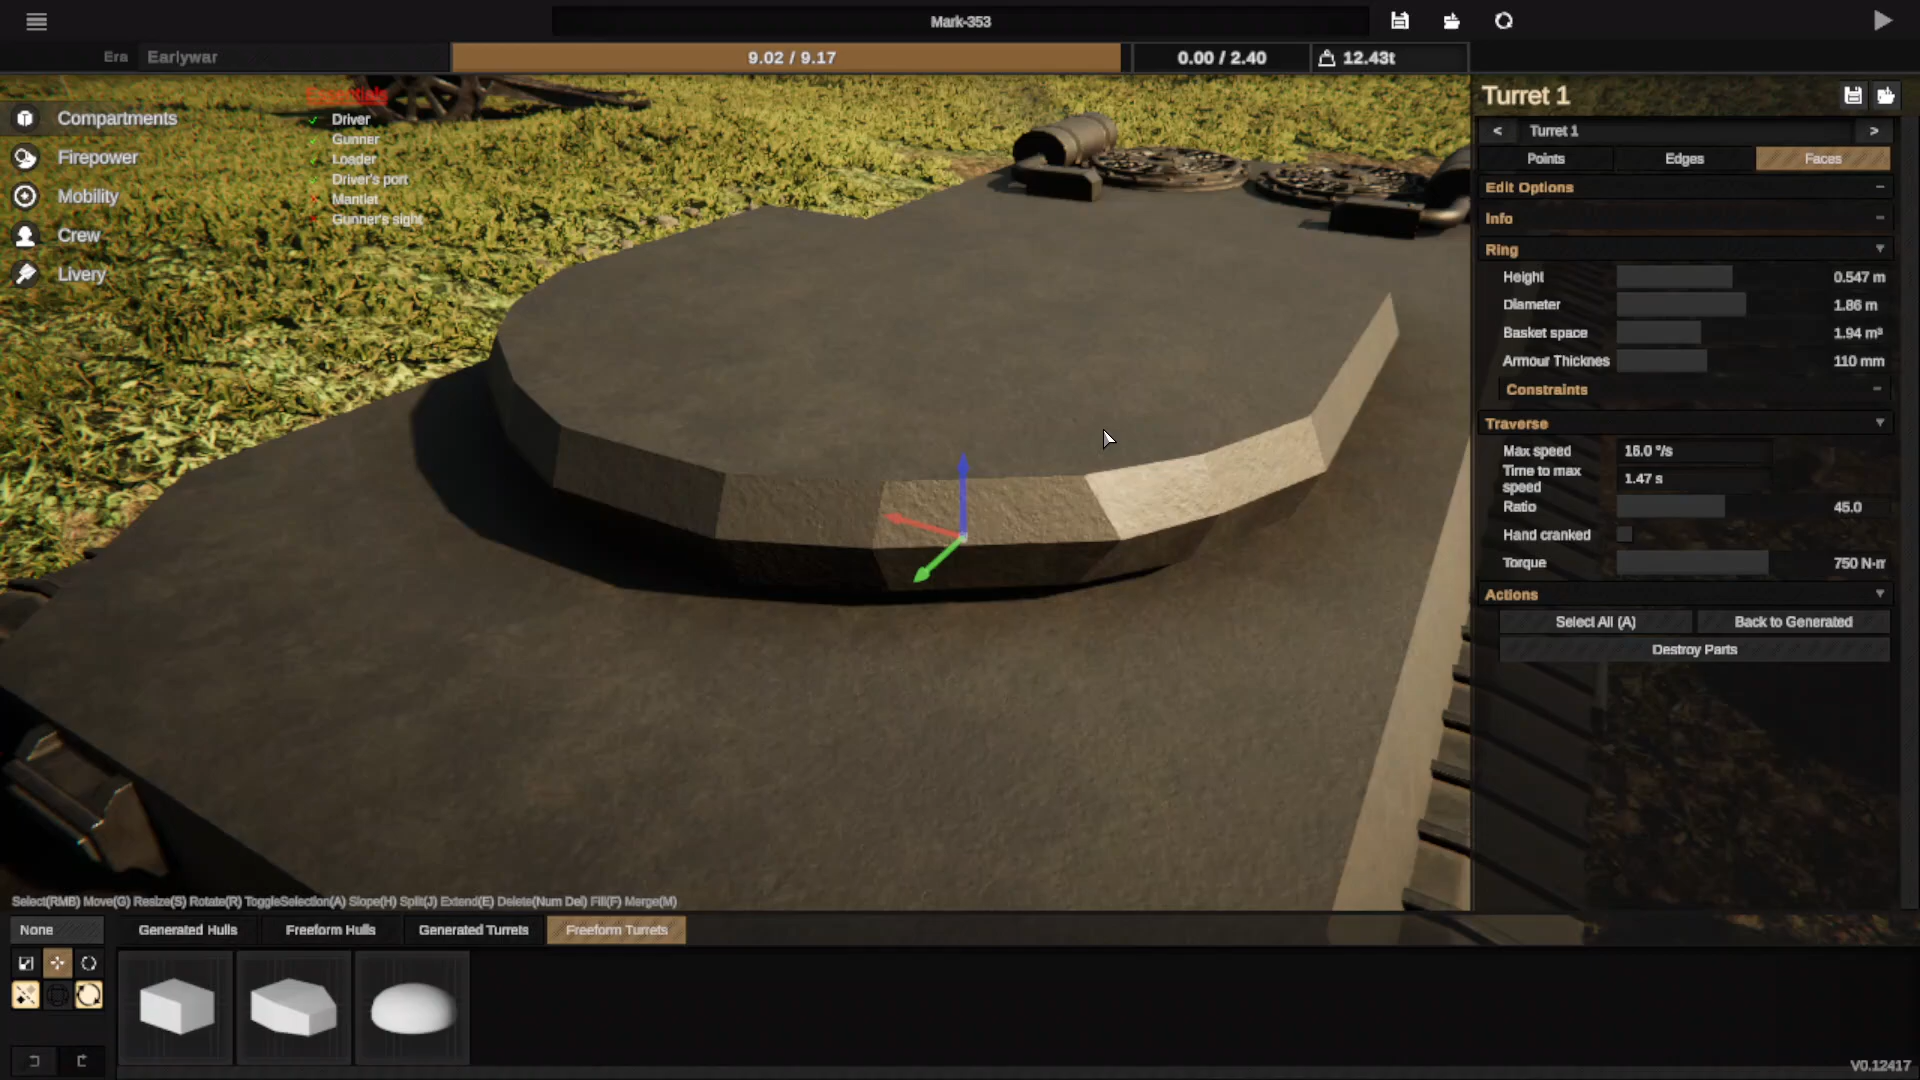 Mark-353
Era Earlywar 9.02 / 9.17 0.00 / 2.40 12.43t
Essentials
Driver
Gunner
Loader
Driver's port
Mantlet
Gunner's sight
Compartments
Firepower
Mobility
Crew
Livery
Turret 1
< Turret 1 >
Points Edges Faces
Edit Options
Info
Ring
Height 0.547 m
Diameter 1.86 m
Basket space 1.94 m³
Armour Thicknes 110 mm
Constraints
Traverse
Max speed 16.0 °/s
Time to max speed 1.47 s
Ratio 45.0
Hand cranked
Torque 750 N·m
Actions
Select All (A) Back to Generated
Destroy Parts
Select(RMB) Move(G) Resize(S) Rotate(R) ToggleSelection(A) Slope(H) Split(J) Extend(E) Delete(Num Del) Fill(F) Merge(M)
None Generated Hulls Freeform Hulls Generated Turrets Freeform Turrets
V0.12417